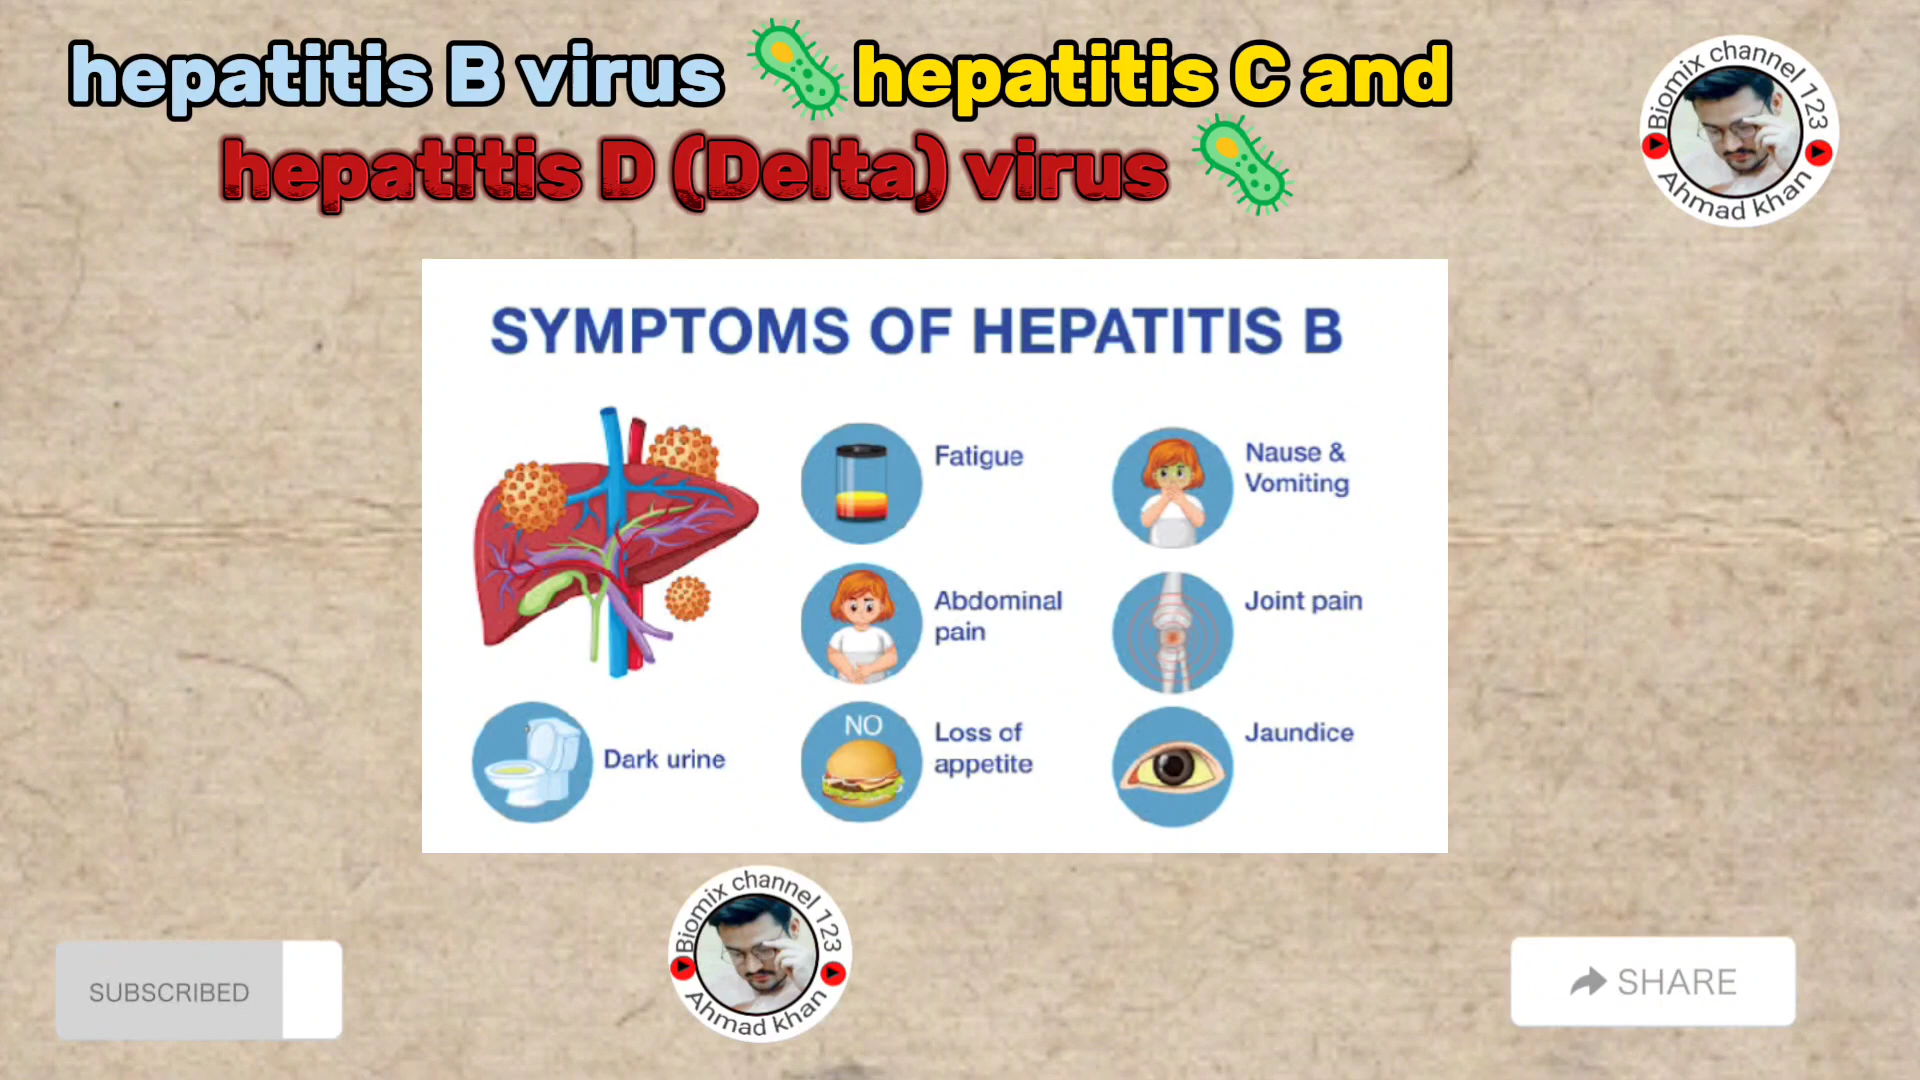 hepatitis B virus hepatitis C and
hepatitis D (Delta) virus
Biomix channel 123
Ahmad khan
SYMPTOMS OF HEPATITIS B
Fatigue
Nause &
Vomiting
Abdominal
pain
Joint pain
Dark urine
NO
Loss of
appetite
Jaundice
Biomix channel 123
Ahmad khan
SUBSCRIBED
SHARE